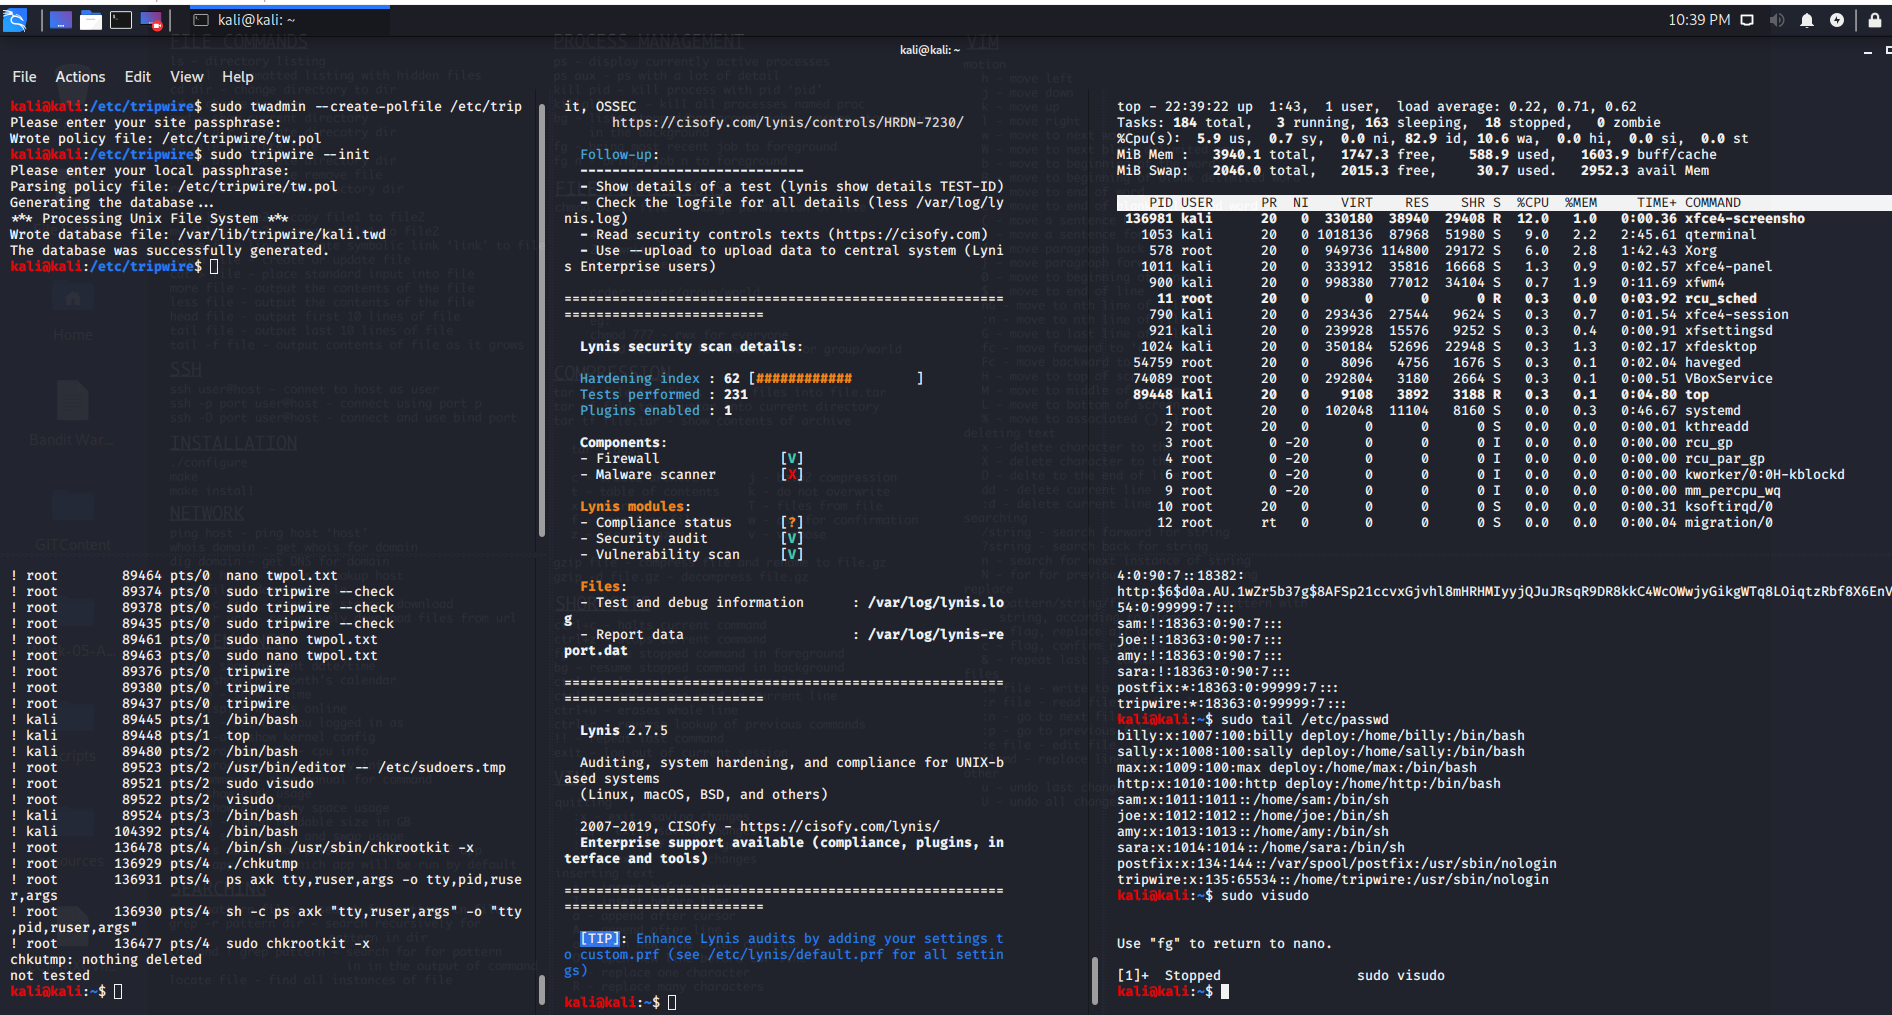 kali@kali: ~
10:39 PM
kali@kali: ~
File Actions Edit View Help
kali@kali:/etc/tripwire$ sudo twadmin --create-polfile /etc/trip
Please enter your site passphrase:
Wrote policy file: /etc/tripwire/tw.pol
kali@kali:/etc/tripwire$ sudo tripwire --init
Please enter your local passphrase:
Parsing policy file: /etc/tripwire/tw.pol
Generating the database...
*** Processing Unix File System ***
Wrote database file: /var/lib/tripwire/kali.twd
The database was successfully generated.
kali@kali:/etc/tripwire$
! root 89464 pts/0 nano twpol.txt
! root 89374 pts/0 sudo tripwire --check
! root 89378 pts/0 sudo tripwire --check
! root 89435 pts/0 sudo tripwire --check
! root 89461 pts/0 sudo nano twpol.txt
! root 89463 pts/0 sudo nano twpol.txt
! root 89376 pts/0 tripwire
! root 89380 pts/0 tripwire
! root 89437 pts/0 tripwire
! kali 89445 pts/1 /bin/bash
! kali 89448 pts/1 top
! kali 89480 pts/2 /bin/bash
! root 89523 pts/2 /usr/bin/editor -- /etc/sudoers.tmp
! root 89521 pts/2 sudo visudo
! root 89522 pts/2 visudo
! kali 89524 pts/3 /bin/bash
! kali 104392 pts/4 /bin/bash
! root 136478 pts/4 /bin/sh /usr/sbin/chkrootkit -x
! root 136929 pts/4 ./chkutmp
! root 136931 pts/4 ps axk tty,ruser,args -o tty,pid,ruse
r,args
! root 136930 pts/4 sh -c ps axk "tty,ruser,args" -o "tty
,pid,ruser,args"
! root 136477 pts/4 sudo chkrootkit -x
chkutmp: nothing deleted
not tested
kali@kali:~$
it, OSSEC
https://cisofy.com/lynis/controls/HRDN-7230/
Follow-up:
----------------------------
- Show details of a test (lynis show details TEST-ID)
- Check the logfile for all details (less /var/log/ly
nis.log)
- Read security controls texts (https://cisofy.com)
- Use --upload to upload data to central system (Lyni
s Enterprise users)
=======================================================
=========================
Lynis security scan details:
Hardening index : 62 [############        ]
Tests performed : 231
Plugins enabled : 1
Components:
- Firewall [V]
- Malware scanner [X]
Lynis modules:
- Compliance status [?]
- Security audit [V]
- Vulnerability scan [V]
Files:
- Test and debug information : /var/log/lynis.lo
g
- Report data : /var/log/lynis-re
port.dat
=======================================================
=========================
Lynis 2.7.5
Auditing, system hardening, and compliance for UNIX-b
ased systems
(Linux, macOS, BSD, and others)
2007-2019, CISOfy - https://cisofy.com/lynis/
Enterprise support available (compliance, plugins, in
terface and tools)
=======================================================
=========================
[TIP]: Enhance Lynis audits by adding your settings t
o custom.prf (see /etc/lynis/default.prf for all settin
gs)
kali@kali:~$
top - 22:39:22 up 1:43, 1 user, load average: 0.22, 0.71, 0.62
Tasks: 184 total, 3 running, 163 sleeping, 18 stopped, 0 zombie
%Cpu(s): 5.9 us, 0.7 sy, 0.0 ni, 82.9 id, 10.6 wa, 0.0 hi, 0.0 si, 0.0 st
MiB Mem : 3940.1 total, 1747.3 free, 588.9 used, 1603.9 buff/cache
MiB Swap: 2046.0 total, 2015.3 free, 30.7 used. 2952.3 avail Mem
PID USER PR NI VIRT RES SHR S %CPU %MEM TIME+ COMMAND
136981 kali 20 0 330180 38940 29408 R 12.0 1.0 0:00.36 xfce4-screensho
1053 kali 20 0 1018136 87968 51980 S 9.0 2.2 2:45.61 qterminal
578 root 20 0 949736 114800 29172 S 6.0 2.8 1:42.43 Xorg
1011 kali 20 0 333912 35816 16668 S 1.3 0.9 0:02.57 xfce4-panel
900 kali 20 0 998380 77012 34104 S 0.7 1.9 0:11.69 xfwm4
11 root 20 0 0 0 0 R 0.3 0.0 0:03.92 rcu_sched
790 kali 20 0 293436 27544 9624 S 0.3 0.7 0:01.54 xfce4-session
921 kali 20 0 239928 15576 9252 S 0.3 0.4 0:00.91 xfsettingsd
1024 kali 20 0 350184 52696 22948 S 0.3 1.3 0:02.17 xfdesktop
54759 root 20 0 8096 4756 1676 S 0.3 0.1 0:02.04 haveged
74089 root 20 0 292804 3180 2664 S 0.3 0.1 0:00.51 VBoxService
89448 kali 20 0 9108 3892 3188 R 0.3 0.1 0:04.80 top
1 root 20 0 102048 11104 8160 S 0.0 0.3 0:46.67 systemd
2 root 20 0 0 0 0 S 0.0 0.0 0:00.01 kthreadd
3 root 0 -20 0 0 0 I 0.0 0.0 0:00.00 rcu_gp
4 root 0 -20 0 0 0 I 0.0 0.0 0:00.00 rcu_par_gp
6 root 0 -20 0 0 0 I 0.0 0.0 0:00.00 kworker/0:0H-kblockd
9 root 0 -20 0 0 0 I 0.0 0.0 0:00.00 mm_percpu_wq
10 root 20 0 0 0 0 S 0.0 0.0 0:00.31 ksoftirqd/0
12 root rt 0 0 0 0 S 0.0 0.0 0:00.04 migration/0
4:0:90:7::18382:
http:$6$d0a.AU.1wZr5b37g$8AFSp21ccvxGjvhl8mHRHMIyyjQJuJRsqR9DR8kkC4WcOWwjyGikgWTq8LOiqtzRbf8X6EnV
54:0:99999:7:::
sam:!:18363:0:90:7:::
joe:!:18363:0:90:7:::
amy:!:18363:0:90:7:::
sara:!:18363:0:90:7:::
postfix:*:18363:0:99999:7:::
tripwire:*:18363:0:99999:7:::
kali@kali:~$ sudo tail /etc/passwd
billy:x:1007:100:billy deploy:/home/billy:/bin/bash
sally:x:1008:100:sally deploy:/home/sally:/bin/bash
max:x:1009:100:max deploy:/home/max:/bin/bash
http:x:1010:100:http deploy:/home/http:/bin/bash
sam:x:1011:1011::/home/sam:/bin/sh
joe:x:1012:1012::/home/joe:/bin/sh
amy:x:1013:1013::/home/amy:/bin/sh
sara:x:1014:1014::/home/sara:/bin/sh
postfix:x:134:144::/var/spool/postfix:/usr/sbin/nologin
tripwire:x:135:65534::/home/tripwire:/usr/sbin/nologin
kali@kali:~$ sudo visudo
Use "fg" to return to nano.
[1]+ Stopped sudo visudo
kali@kali:~$